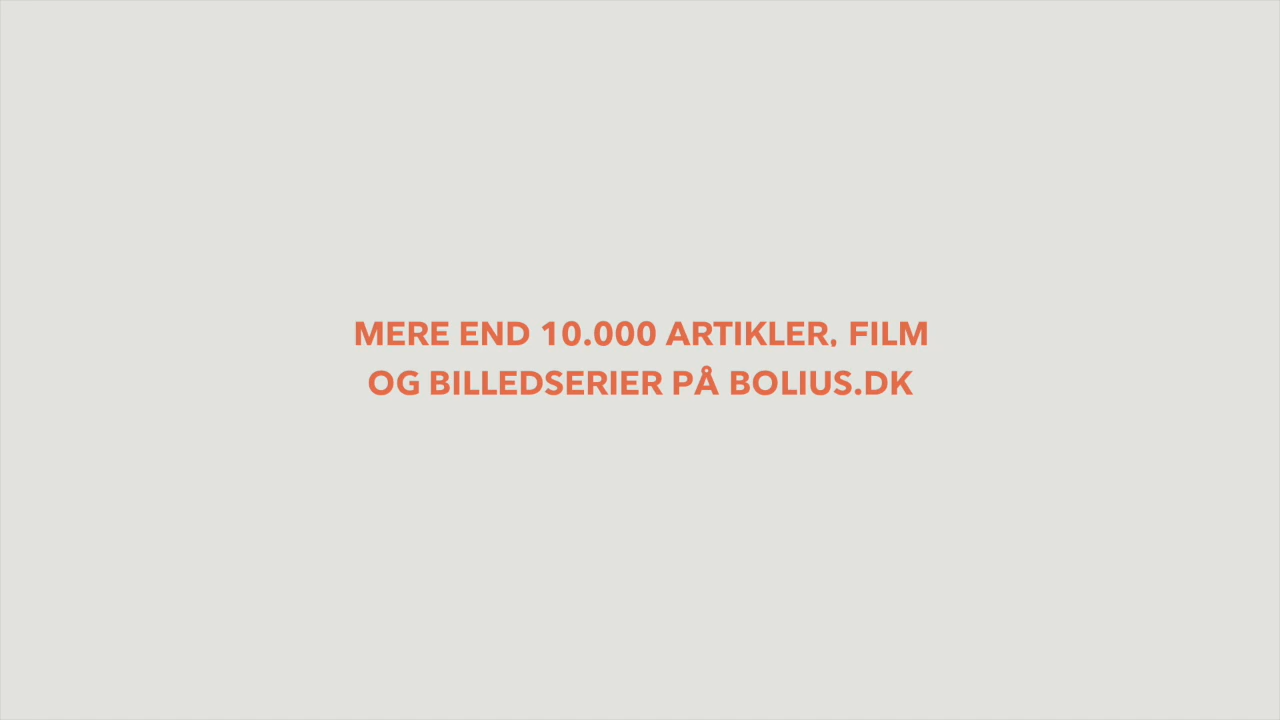 MERE END 10.000 ARTIKLER, FILM
OG BILLEDSERIER PÅ BOLIUS.DK